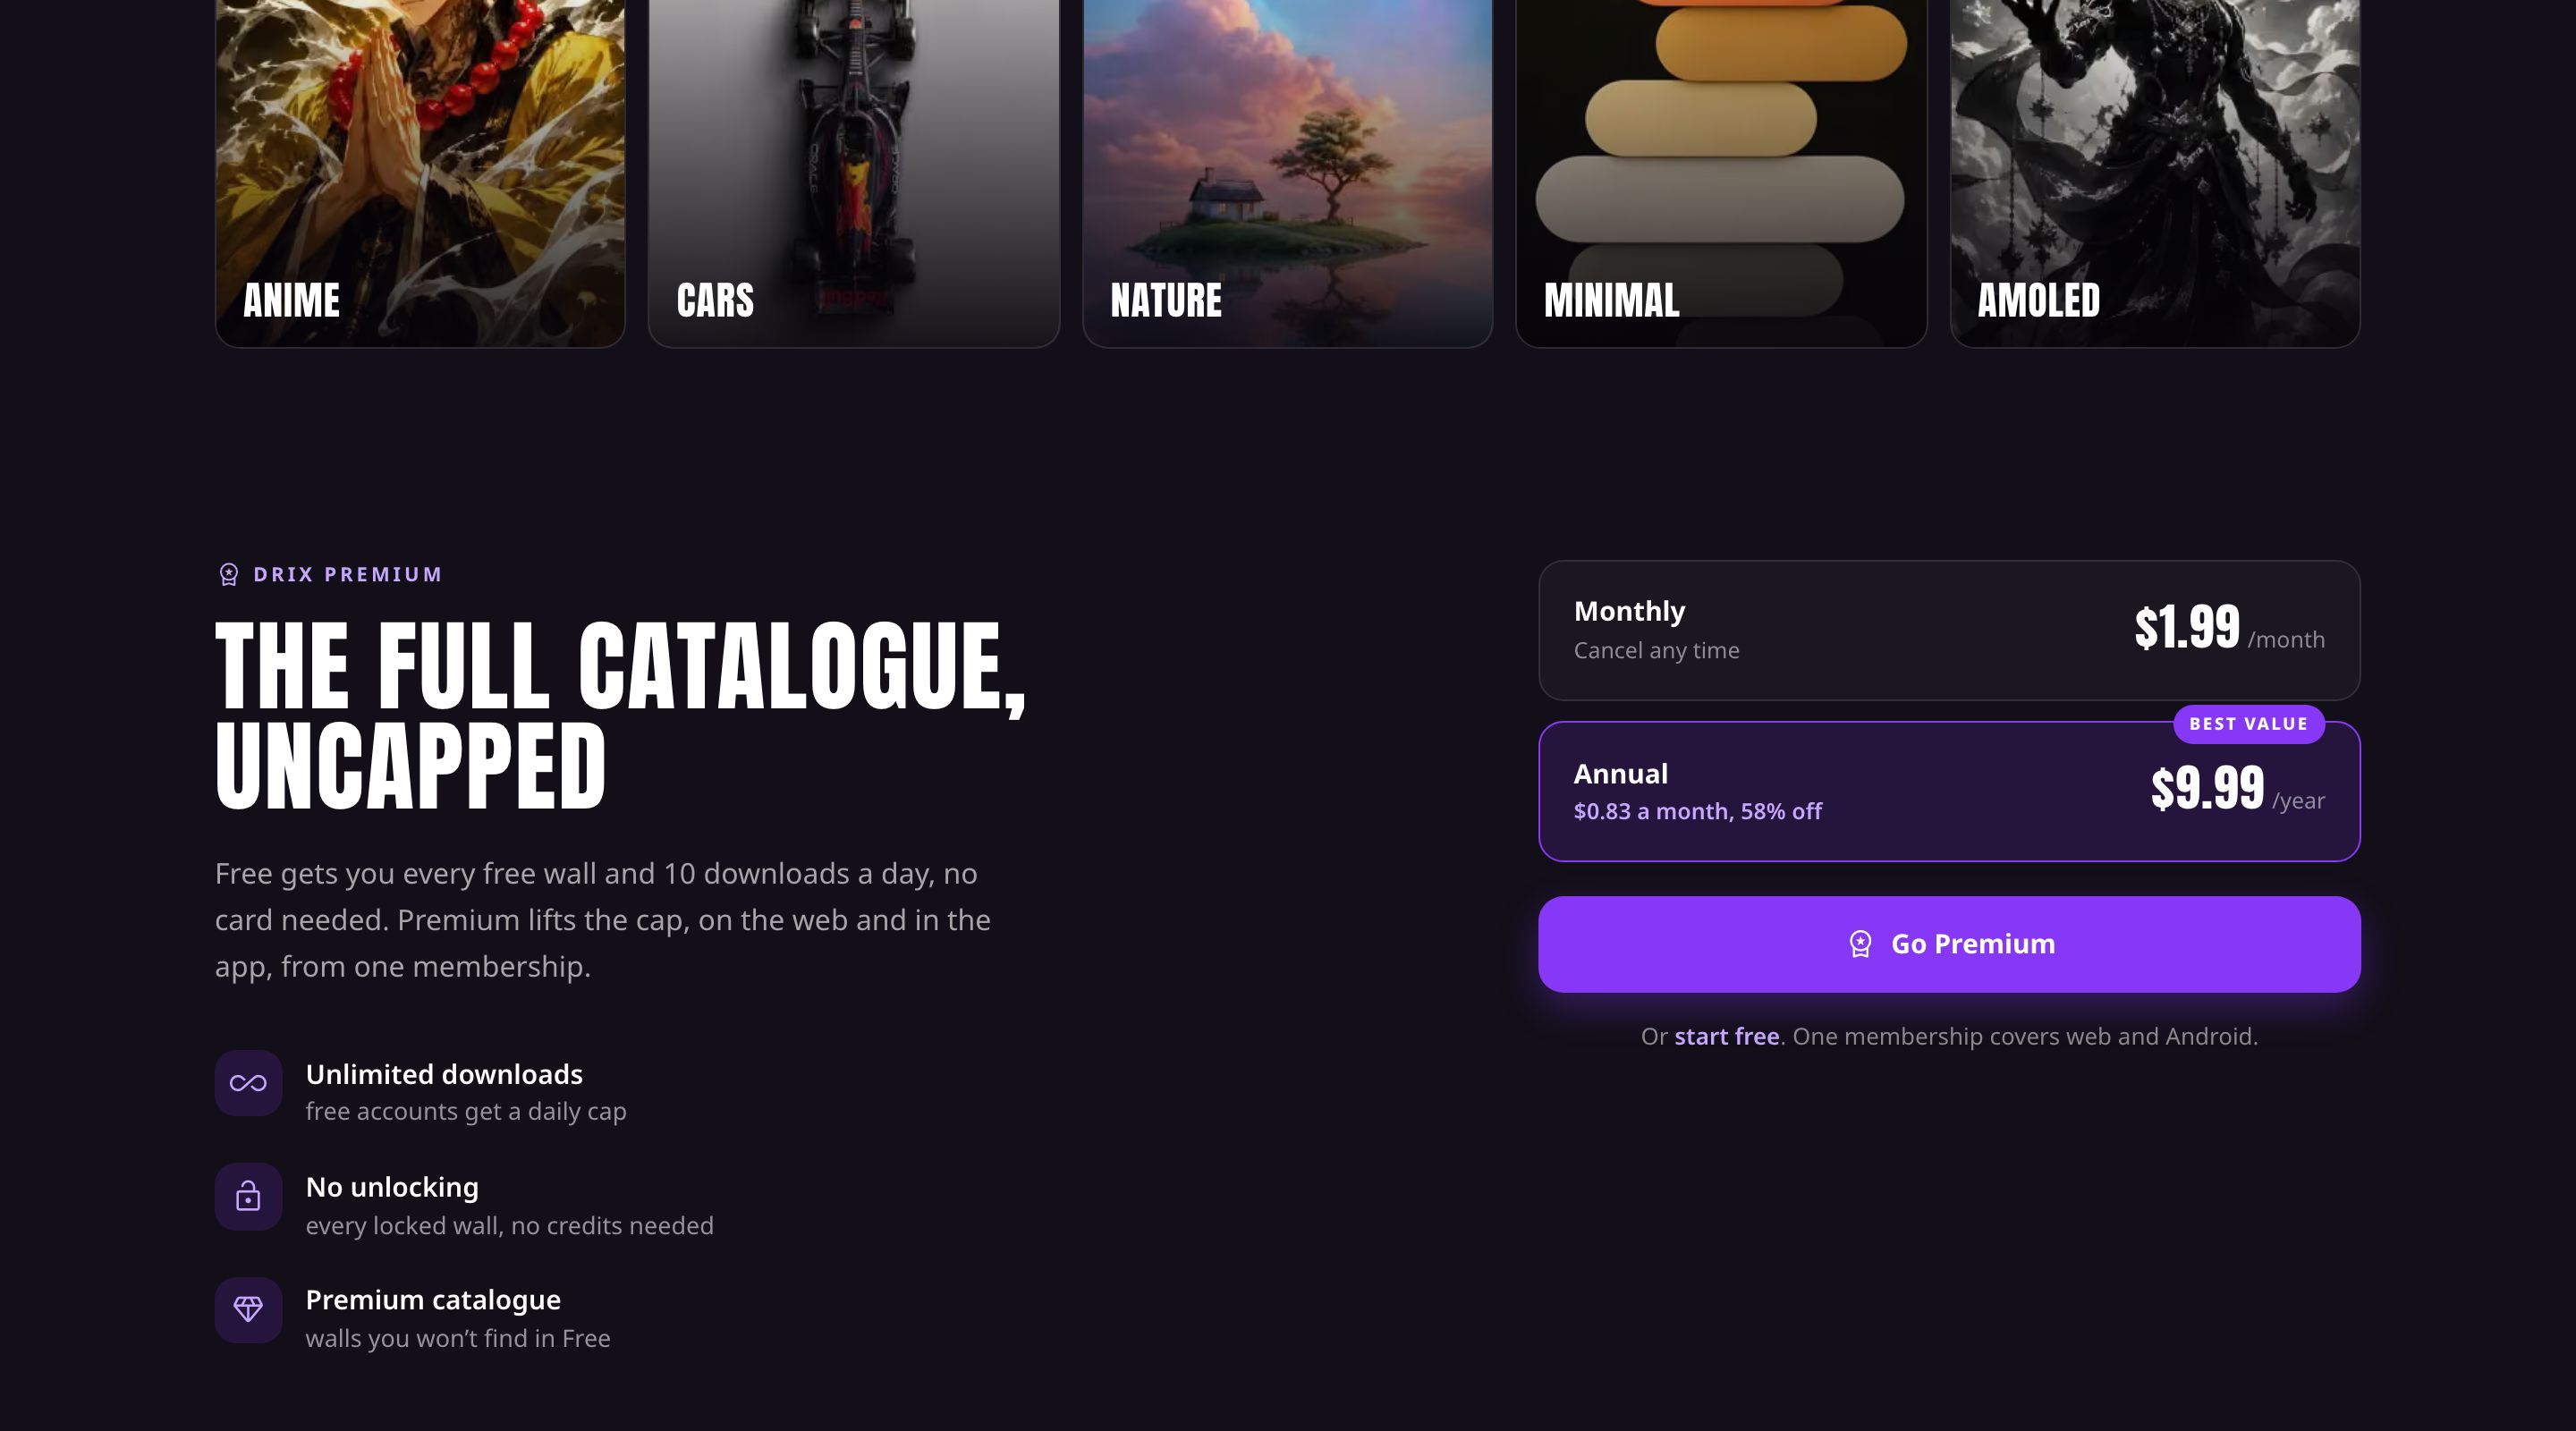 ANIME
CARS
NATURE
MINIMAL
AMOLED
DRIX PREMIUM
THE FULL CATALOGUE,
UNCAPPED
Free gets you every free wall and 10 downloads a day, no
card needed. Premium lifts the cap, on the web and in the
app, from one membership.
Unlimited downloads
free accounts get a daily cap
No unlocking
every locked wall, no credits needed
Premium catalogue
walls you won’t find in Free
Monthly
Cancel any time
$1.99 /month
BEST VALUE
Annual
$0.83 a month, 58% off
$9.99 /year
Go Premium
Or start free. One membership covers web and Android.